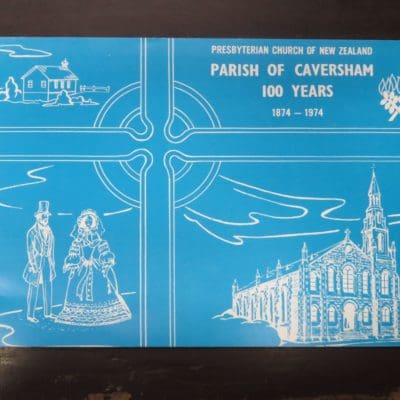 PRESBYTERIAN CHURCH OF NEW ZEALAND
PARISH OF CAVERSHAM
100 YEARS
1874 — 1974